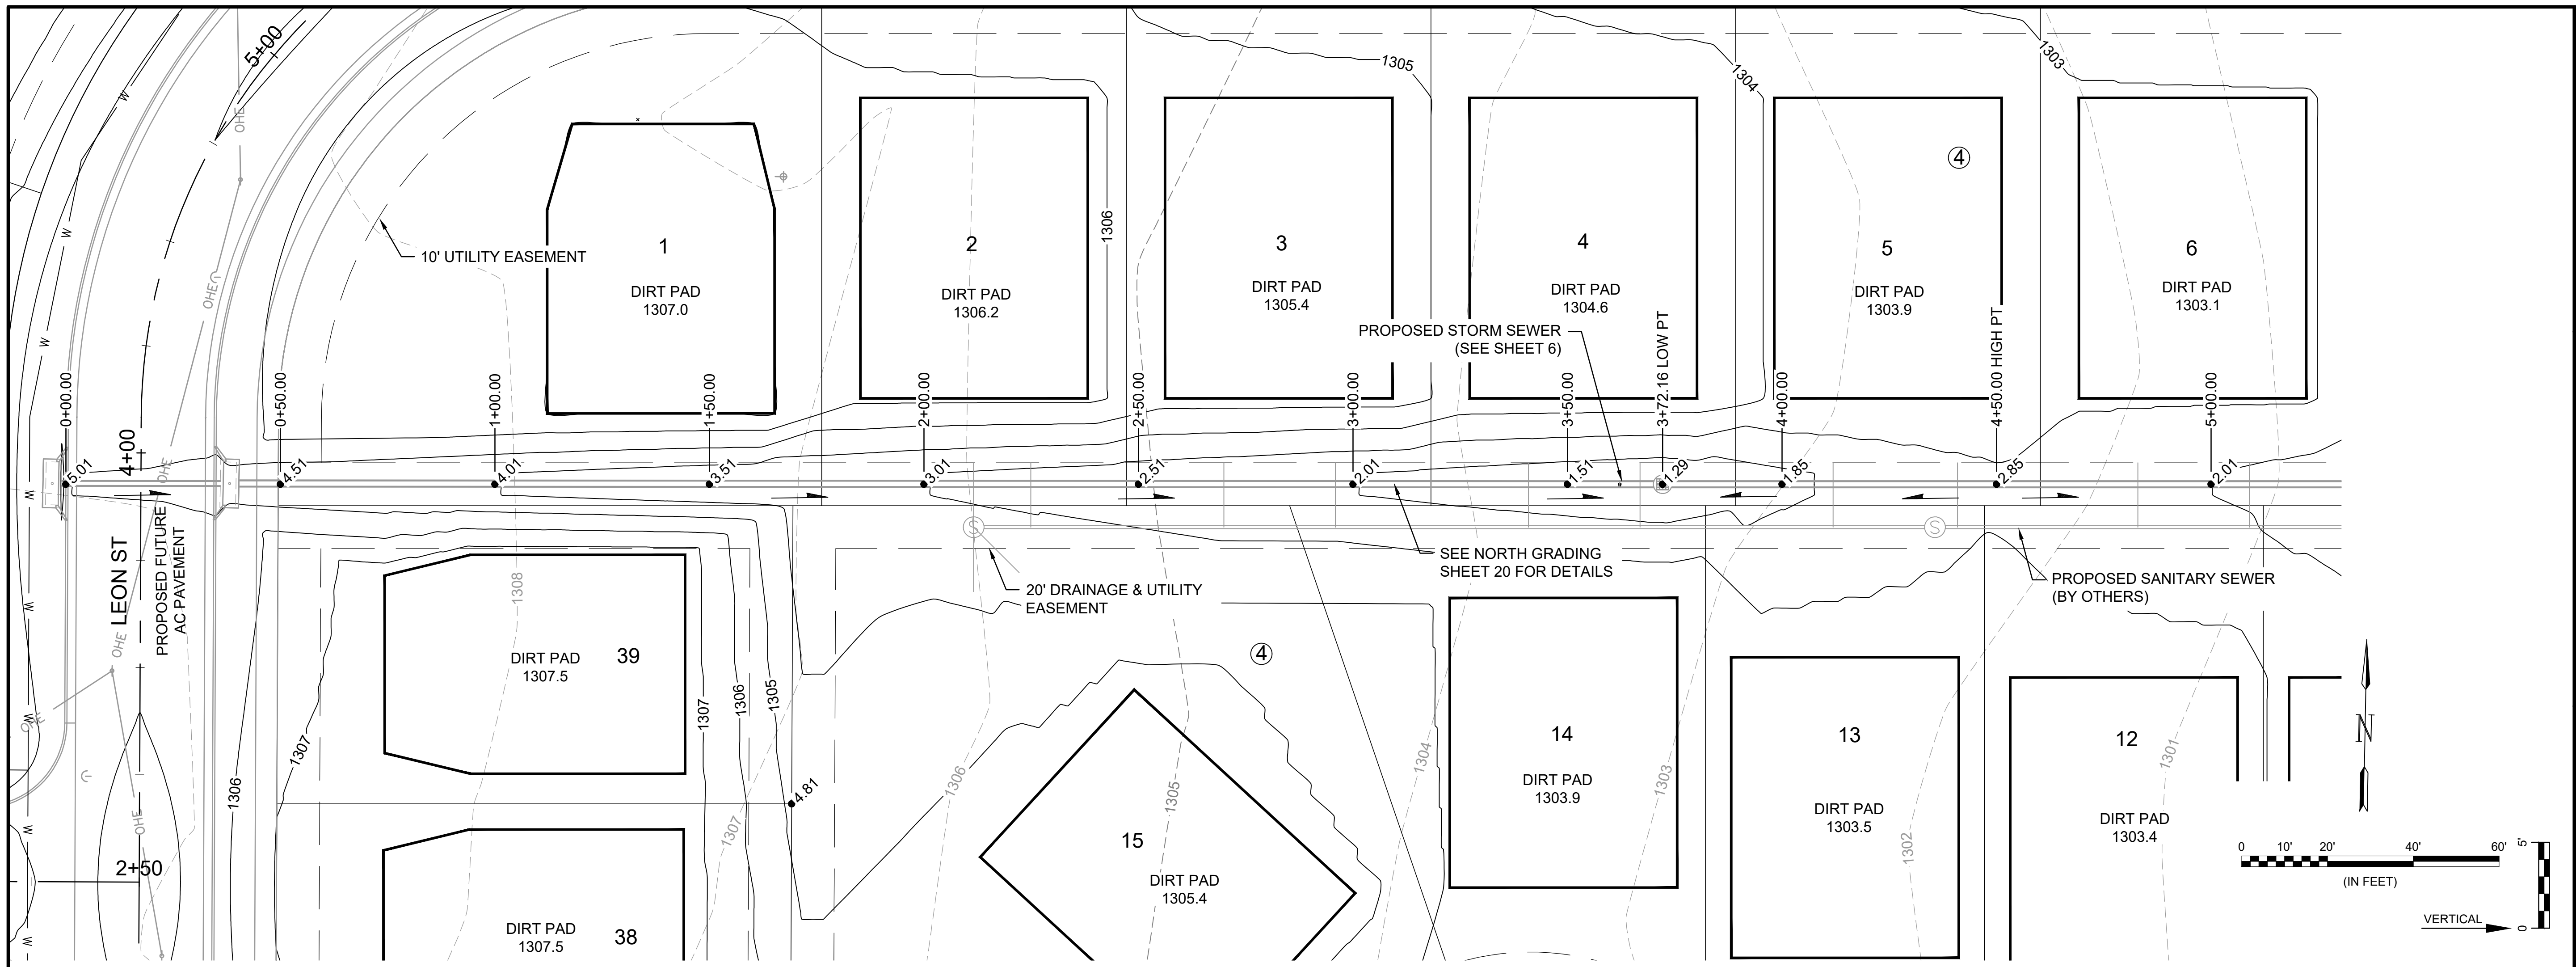 5+00
W
OHE
1305
1304
1303
4
1
DIRT PAD
1307.0
2
DIRT PAD
1306.2
1306
3
DIRT PAD
1305.4
4
DIRT PAD
1304.6
5
DIRT PAD
1303.9
6
DIRT PAD
1303.1
10' UTILITY EASEMENT
W
OHE
W
PROPOSED STORM SEWER
(SEE SHEET 6)
0+00.00
0+50.00
1+00.00
1+50.00
2+00.00
2+50.00
3+00.00
3+50.00
3+72.16 LOW PT
4+00.00
4+50.00 HIGH PT
5+00.00
4+00
OHE
5.01
4.51
4.01
3.51
3.01
2.51
2.01
1.51
1.29
1.85
2.85
2.01
W
S
S
LEON ST
PROPOSED FUTURE
AC PAVEMENT
SEE NORTH GRADING
SHEET 20 FOR DETAILS
20' DRAINAGE & UTILITY
EASEMENT
PROPOSED SANITARY SEWER
(BY OTHERS)
1308
W
OHE
DIRT PAD
1307.5
39
4
1307
1306
1305
OHE
W
1307
1306
14
DIRT PAD
1303.9
13
DIRT PAD
1303.5
12
DIRT PAD
1303.4
N
1304
1303
1301
1306
1305
4.81
1307
OHE
W
15
DIRT PAD
1305.4
1302
2+50
W
DIRT PAD
1307.5
38
W
0 10' 20' 40' 60'
(IN FEET)
5
0
VERTICAL